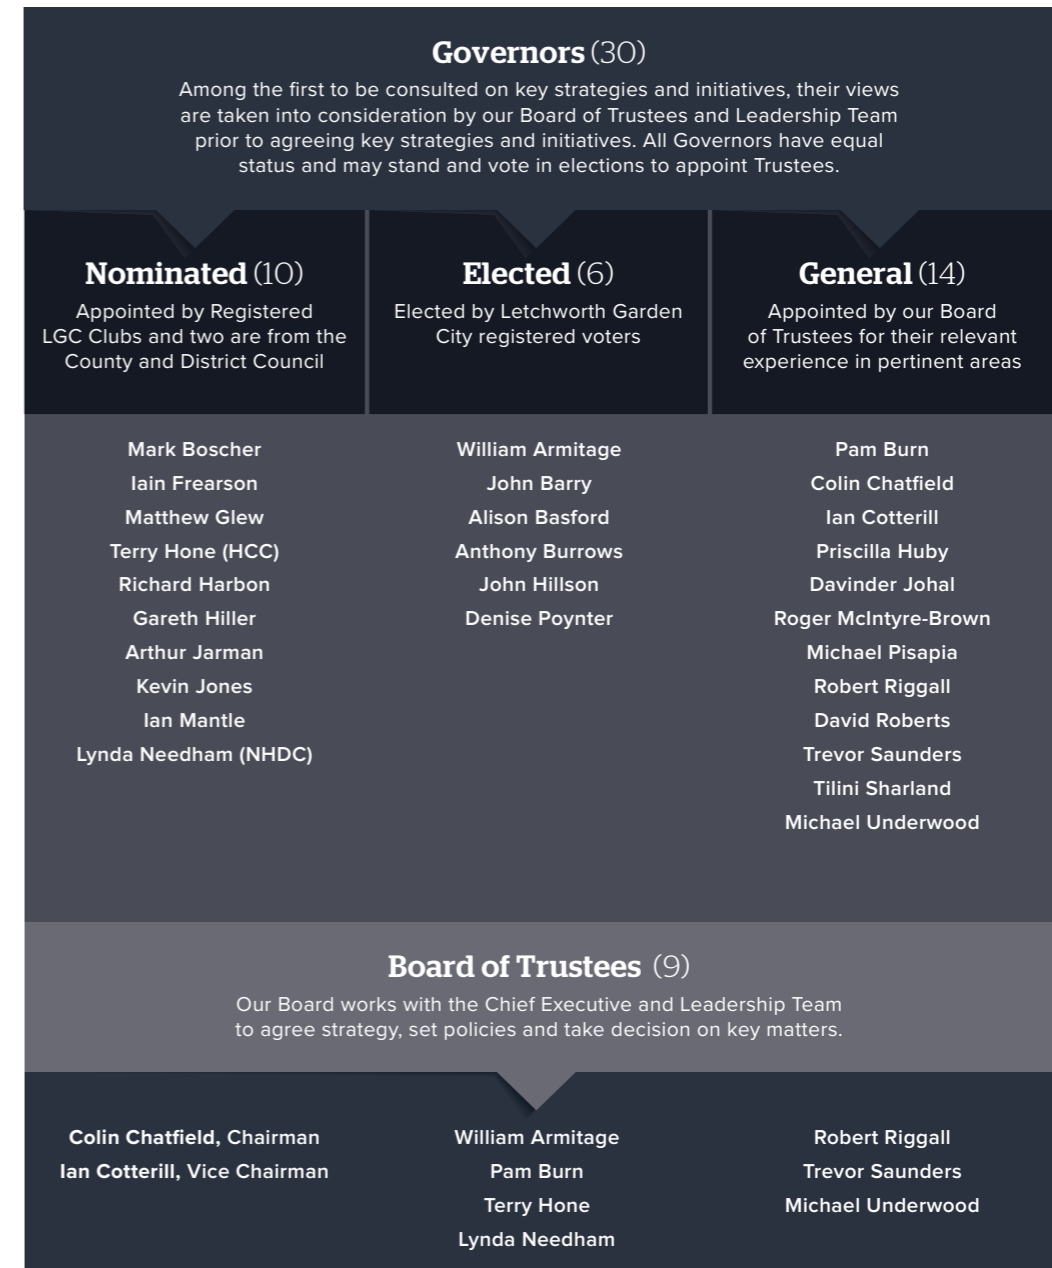 Governors (30)
Among the first to be consulted on key strategies and initiatives, their views
are taken into consideration by our Board of Trustees and Leadership Team
prior to agreeing key strategies and initiatives. All Governors have equal
status and may stand and vote in elections to appoint Trustees.
Nominated (10)
Appointed by Registered
LGC Clubs and two are from the
County and District Council
Elected (6)
Elected by Letchworth Garden
City registered voters
General (14)
Appointed by our Board
of Trustees for their relevant
experience in pertinent areas
Mark Boscher
Iain Frearson
Matthew Glew
Terry Hone (HCC)
Richard Harbon
Gareth Hiller
Arthur Jarman
Kevin Jones
Ian Mantle
Lynda Needham (NHDC)
William Armitage
John Barry
Alison Basford
Anthony Burrows
John Hillson
Denise Poynter
Pam Burn
Colin Chatfield
Ian Cotterill
Priscilla Huby
Davinder Johal
Roger McIntyre-Brown
Michael Pisapia
Robert Riggall
David Roberts
Trevor Saunders
Tilini Sharland
Michael Underwood
Board of Trustees (9)
Our Board works with the Chief Executive and Leadership Team
to agree strategy, set policies and take decision on key matters.
Colin Chatfield, Chairman
Ian Cotterill, Vice Chairman
William Armitage
Pam Burn
Terry Hone
Lynda Needham
Robert Riggall
Trevor Saunders
Michael Underwood